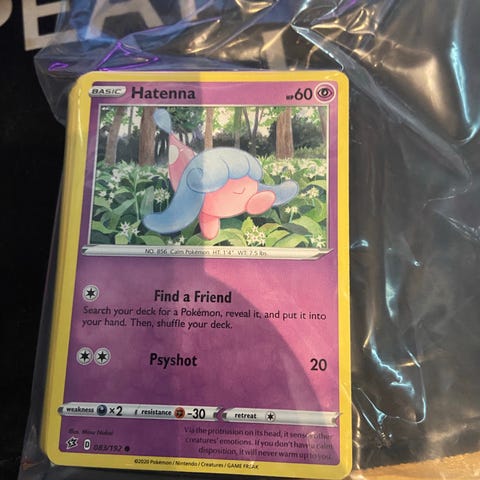 PEA
BASIC Hatenna HP60
NO. 856 Calm Pokémon HT: 1'4" WT: 7.5 lbs.
Find a Friend
Search your deck for a Pokémon, reveal it, and put it into
your hand. Then, shuffle your deck.
Psyshot 20
weakness ×2 resistance -30 retreat
Illus. Mina Nakai
D 083/192
Via the protrusion on its head, it senses other
creatures' emotions. If you don't have a calm
disposition, it will never warm up to you.
©2020 Pokémon / Nintendo / Creatures / GAME FREAK